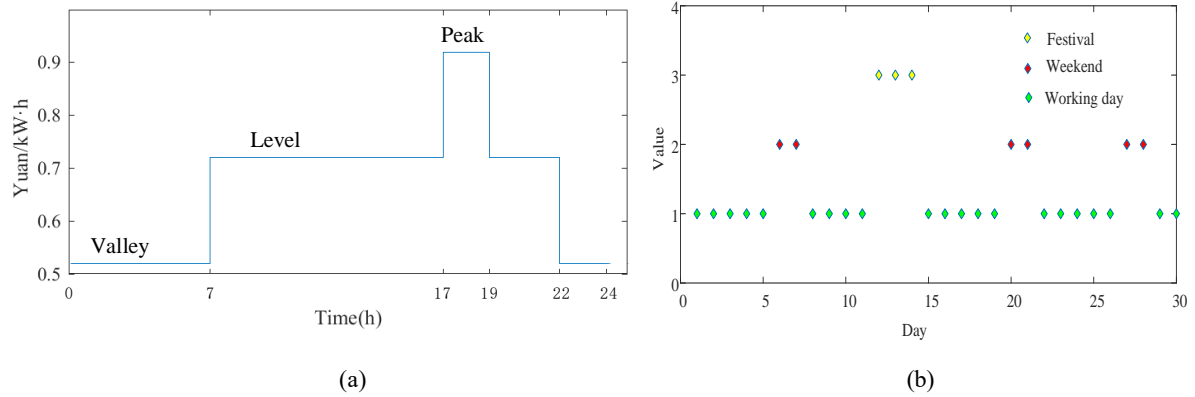 Peak
0.9
0.8
Level
0.7
0.6
Valley
0.5
0 7 17 19 22 24
Yuan/kW·h
Time(h)
(a)
4
Festival
Weekend
3
Working day
2
1
0
Value
0 5 10 15 20 25 30
Day
(b)